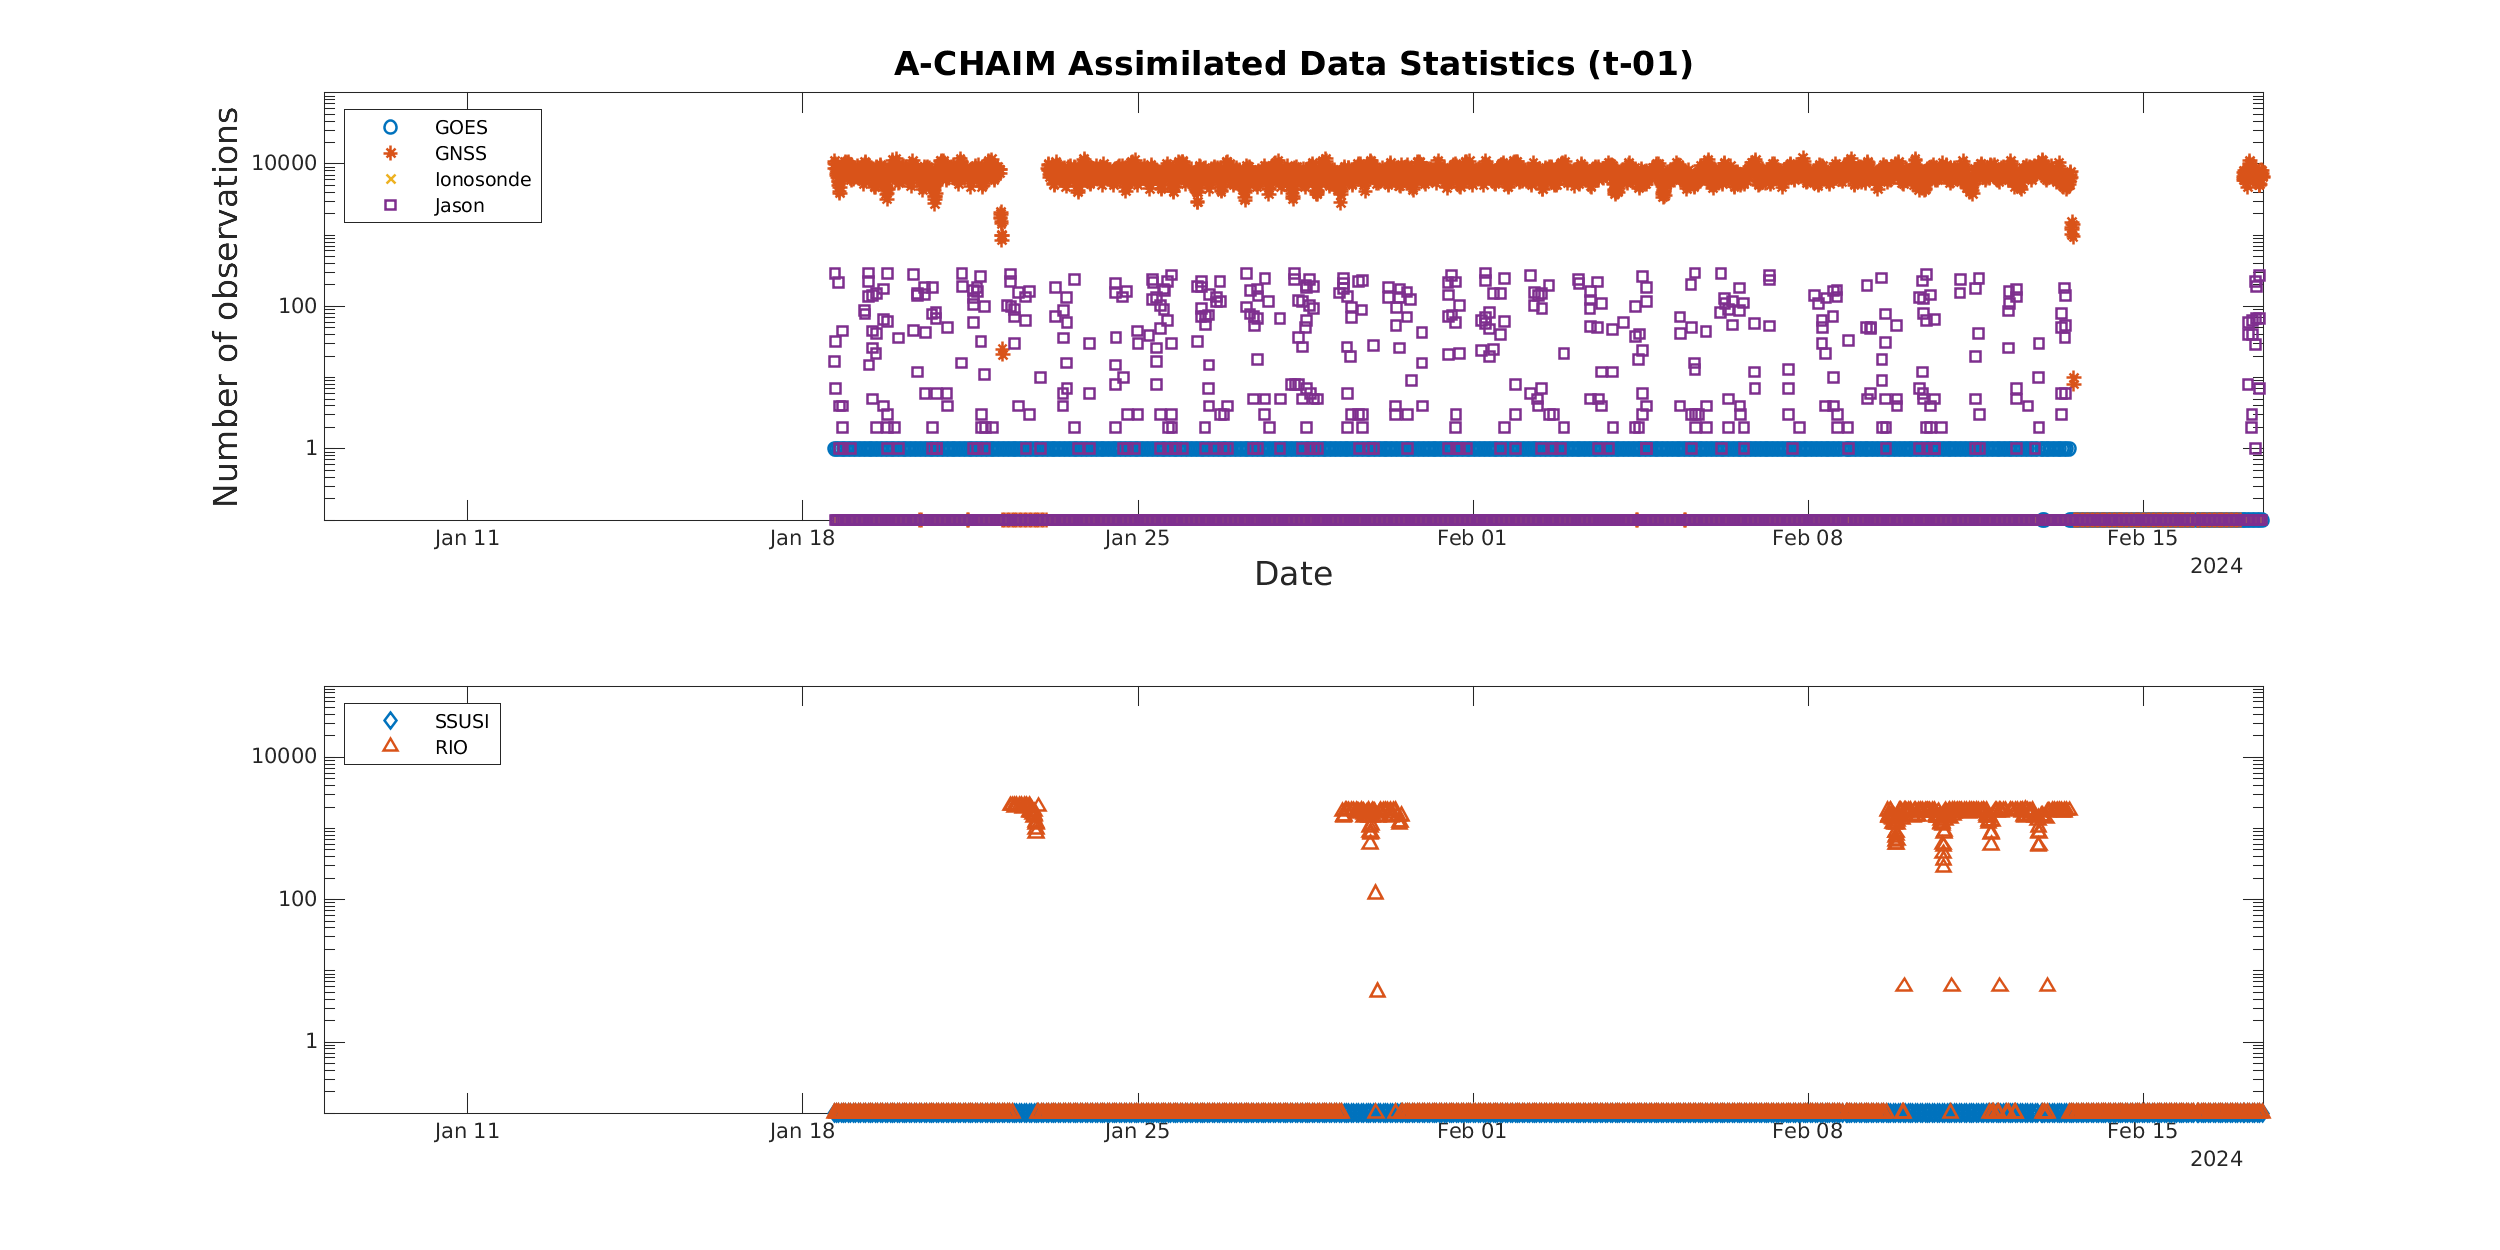 A-CHAIM Assimilated Data Statistics (t-01)
Number of observations
10000
100
1
GOES
GNSS
Ionosonde
Jason
Jan 11
Jan 18
Jan 25
Feb 01
Feb 08
Feb 15
2024
Date
10000
100
1
SSUSI
RIO
Jan 11
Jan 18
Jan 25
Feb 01
Feb 08
Feb 15
2024